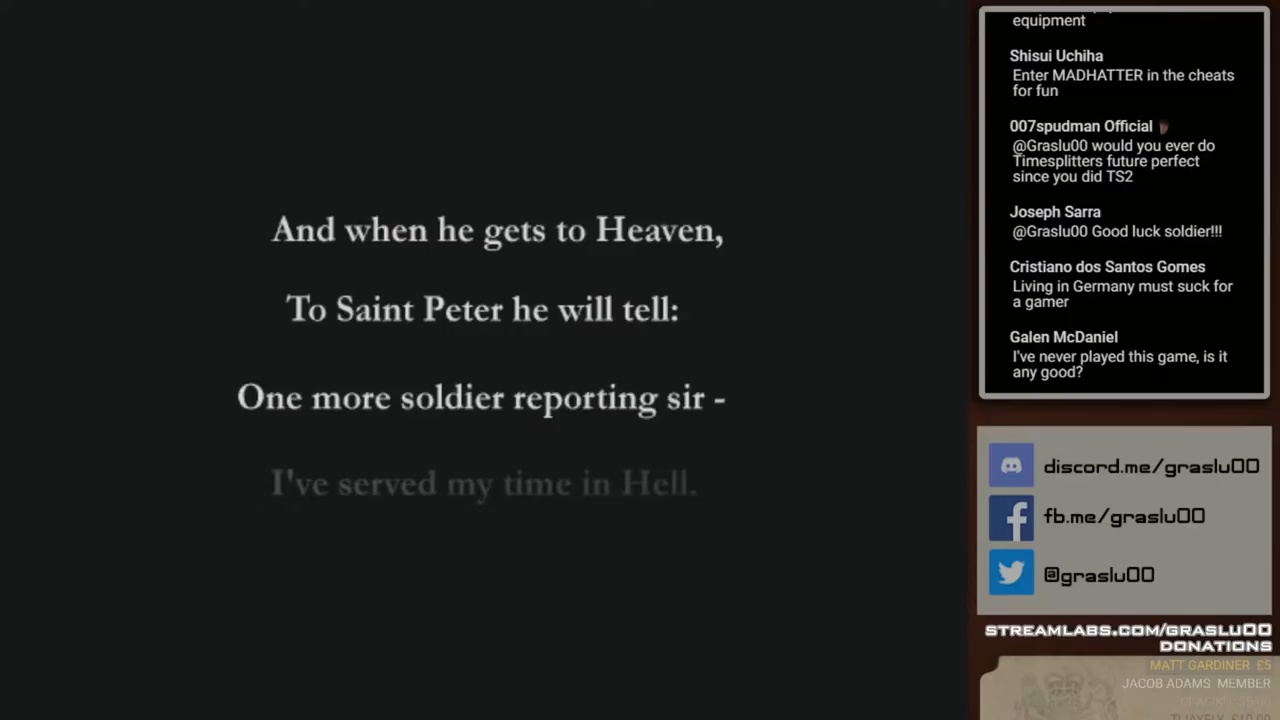 And when he gets to Heaven,
To Saint Peter he will tell:
One more soldier reporting sir -
I've served my time in Hell.
equipment
Shisui Uchiha
Enter MADHATTER in the cheats
for fun
007spudman Official
@Graslu00 would you ever do
Timesplitters future perfect
since you did TS2
Joseph Sarra
@Graslu00 Good luck soldier!!!
Cristiano dos Santos Gomes
Living in Germany must suck for
a gamer
Galen McDaniel
I've never played this game, is it
any good?
discord.me/graslu00
fb.me/graslu00
@graslu00
STREAMLABS.COM/GRASLU00
DONATIONS
MATT GARDINER £5
JACOB ADAMS MEMBER